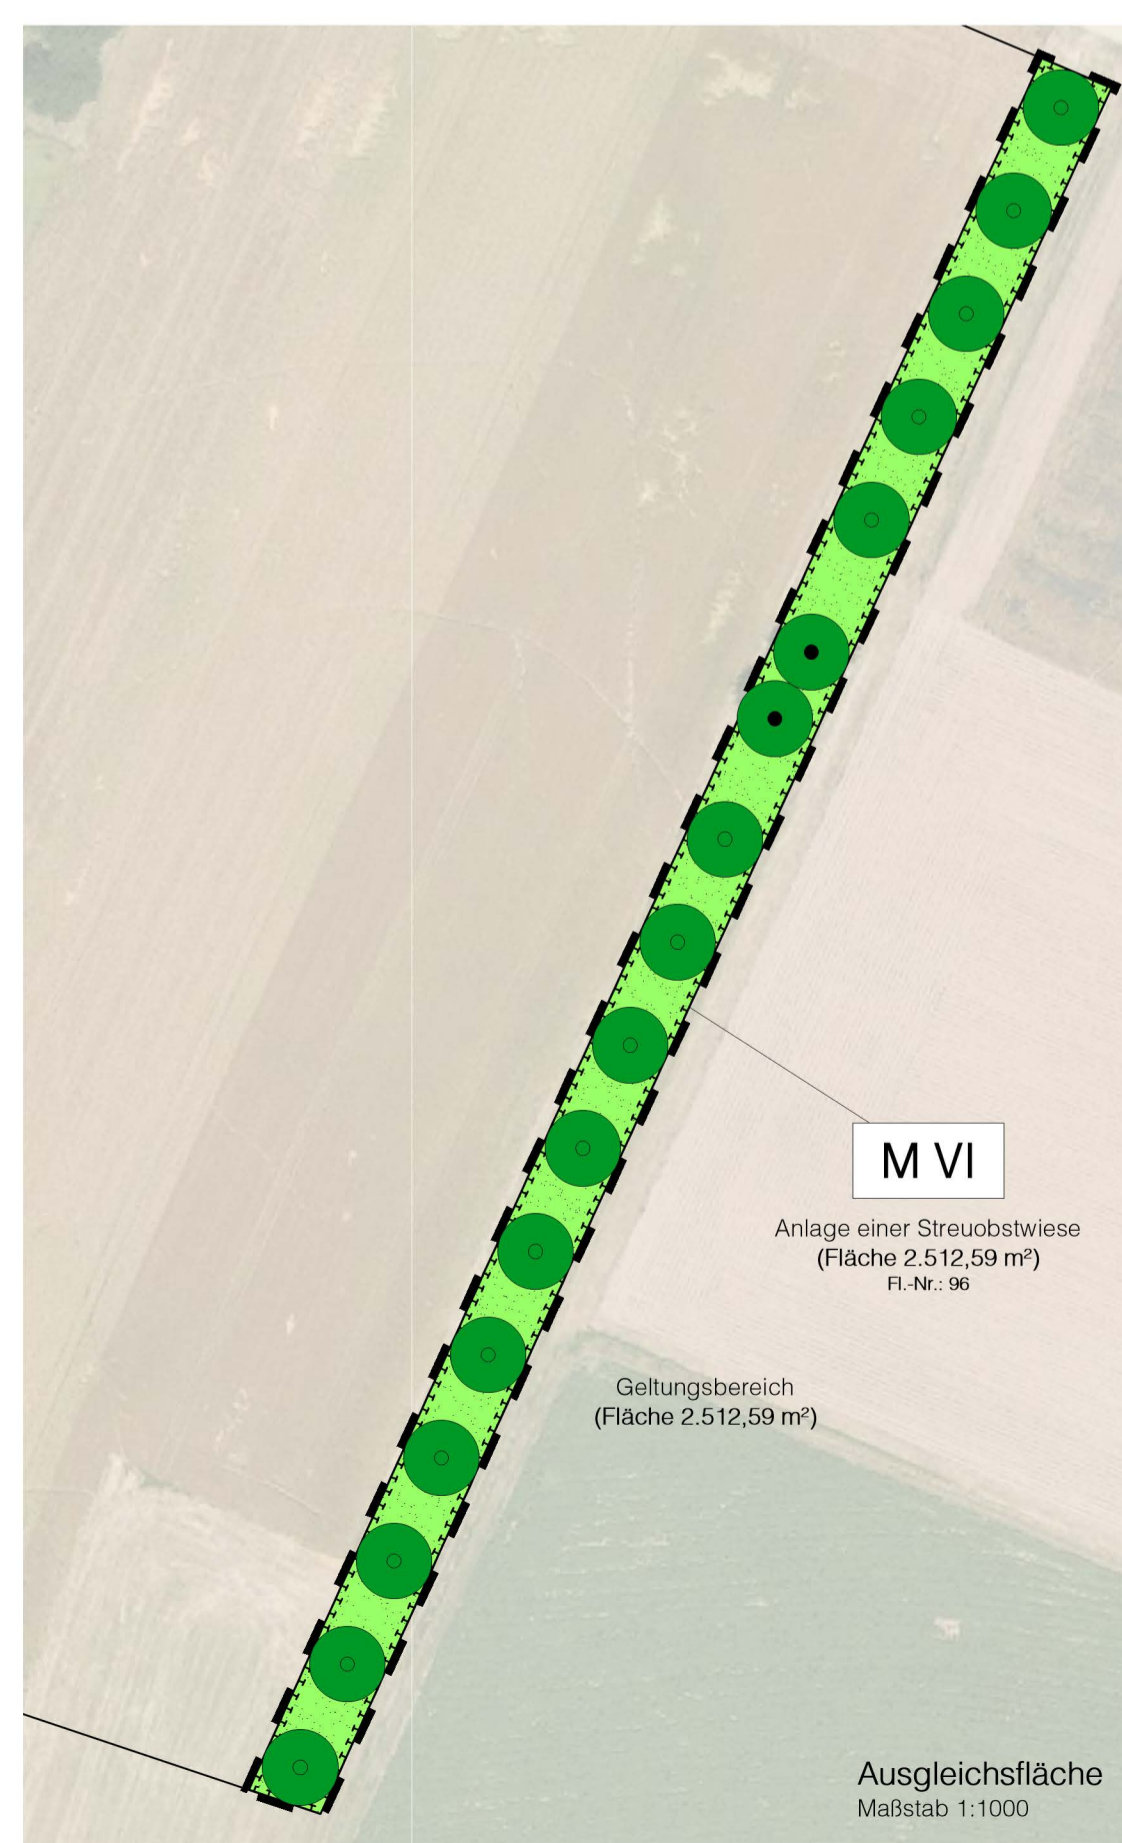 M VI
Anlage einer Streuobstwiese
(Fläche 2.512,59 m²)
Fl.-Nr.: 96
Geltungsbereich
(Fläche 2.512,59 m²)
Ausgleichsfläche
Maßstab 1:1000